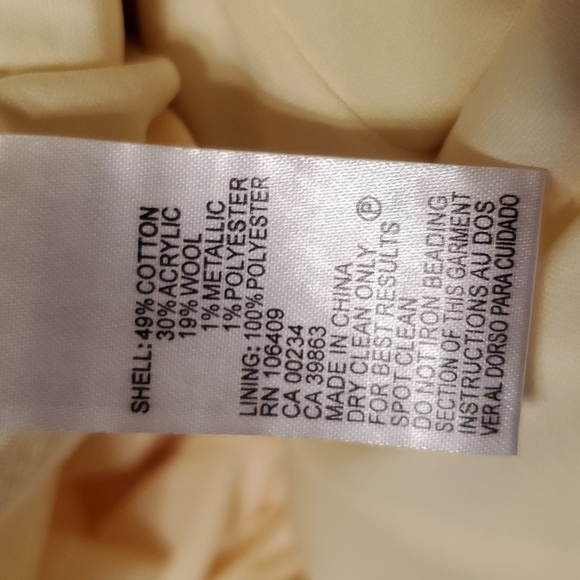 SHELL: 49% COTTON
30% ACRYLIC
19% WOOL
1% METALLIC
1% POLYESTER
LINING: 100% POLYESTER
RN 106409
CA 00234
CA 39863
MADE IN CHINA
DRY CLEAN ONLY Ⓟ
FOR BEST RESULTS
SPOT CLEAN
DO NOT IRON BEADING
SECTION OF THIS GARMENT
INSTRUCTIONS AU DOS
VER AL DORSO PARA CUIDADO